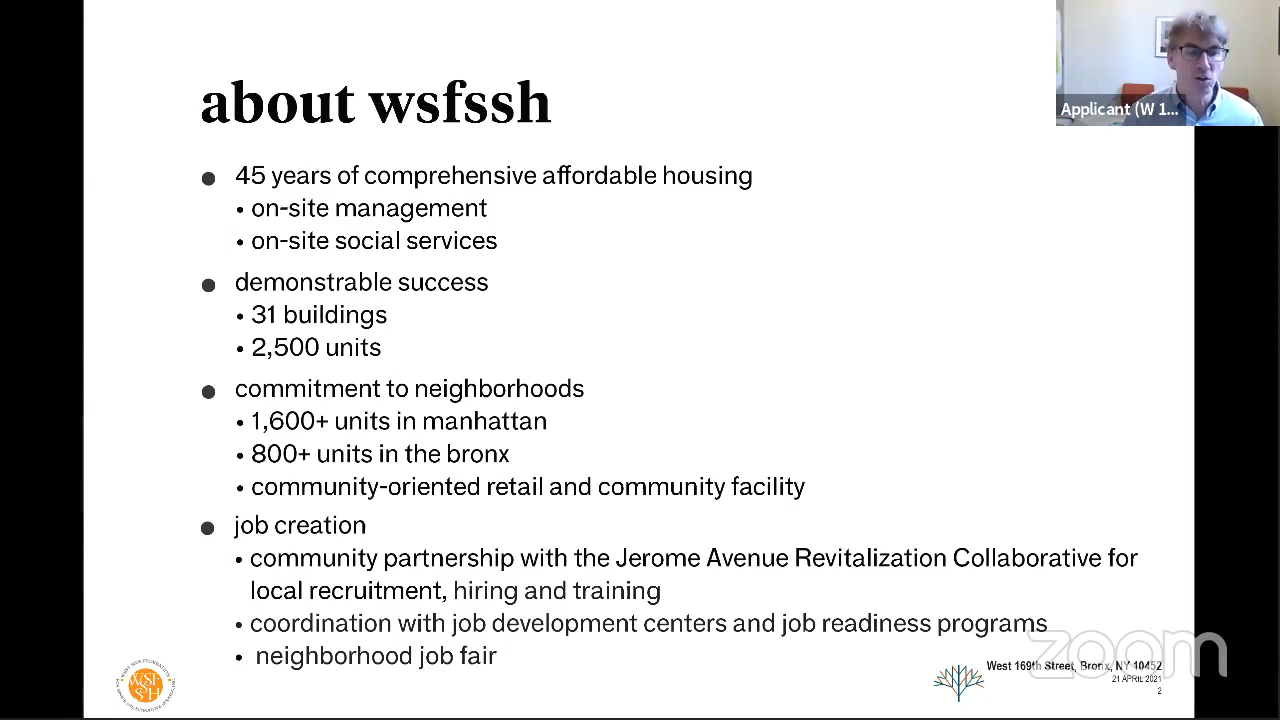 Applicant (W 1...
about wsfssh
45 years of comprehensive affordable housing
• on-site management
• on-site social services
demonstrable success
• 31 buildings
• 2,500 units
commitment to neighborhoods
• 1,600+ units in manhattan
• 800+ units in the bronx
• community-oriented retail and community facility
job creation
• community partnership with the Jerome Avenue Revitalization Collaborative for
local recruitment, hiring and training
• coordination with job development centers and job readiness programs
• neighborhood job fair
WSF
SSH
West 169th Street, Bronx, NY 10452
21 APRIL 2021
2
zoom